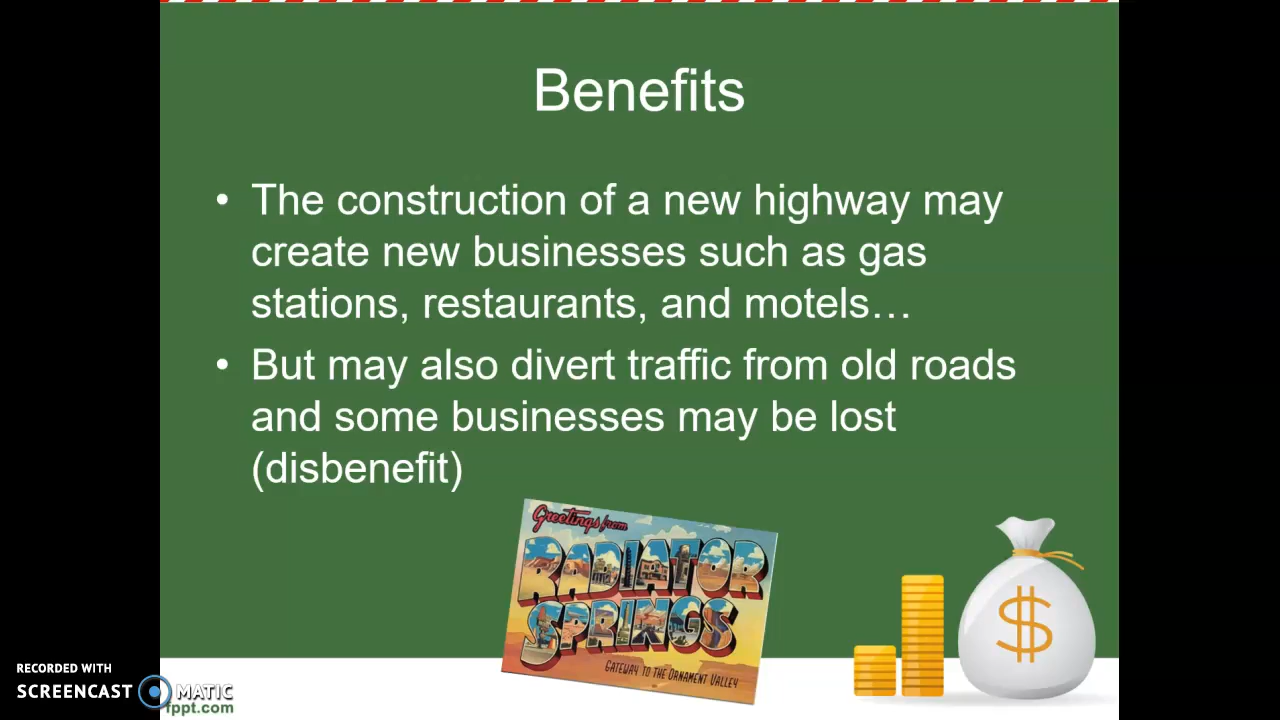 Benefits
• The construction of a new highway may
create new businesses such as gas
stations, restaurants, and motels…
• But may also divert traffic from old roads
and some businesses may be lost
(disbenefit)
Greetings from
RADIATOR
SPRINGS
GATEWAY TO THE ORNAMENT VALLEY
$
RECORDED WITH
SCREENCAST MATIC
fppt.com